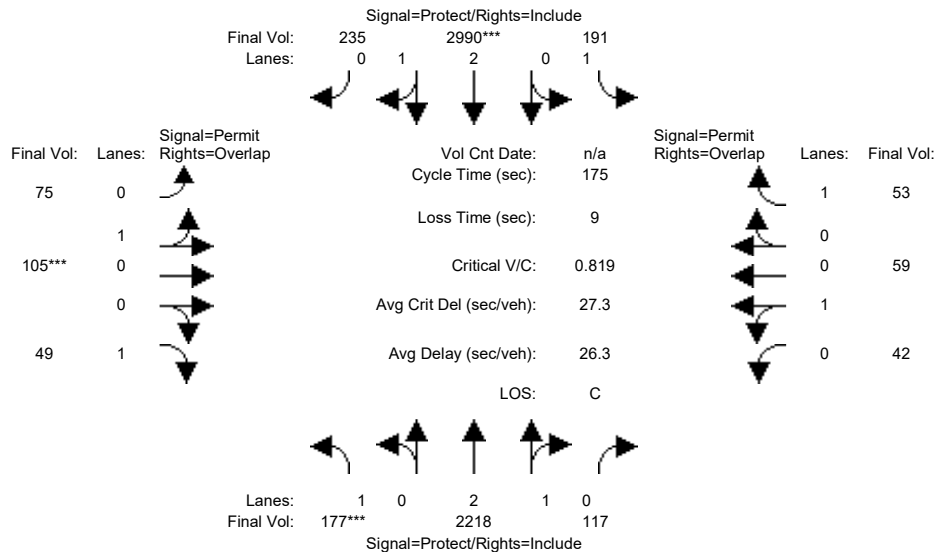 Signal=Protect/Rights=Include
Final Vol: 235 2990*** 191
Lanes: 0 1 2 0 1
Signal=Permit Signal=Permit
Final Vol: Lanes: Rights=Overlap Vol Cnt Date: n/a Rights=Overlap Lanes: Final Vol:
Cycle Time (sec): 175
75 0 1 53
Loss Time (sec): 9
1 0
105*** 0 Critical V/C: 0.819 0 59
0 Avg Crit Del (sec/veh): 27.3 1
49 1 Avg Delay (sec/veh): 26.3 0 42
LOS: C
Lanes: 1 0 2 1 0
Final Vol: 177*** 2218 117
Signal=Protect/Rights=Include